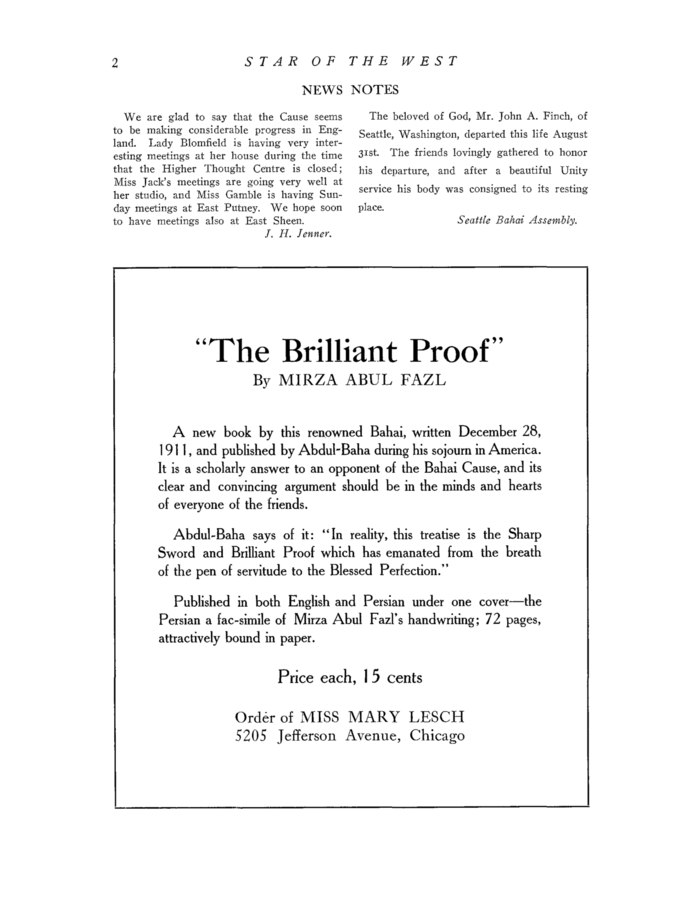 2
STAR OF THE WEST
NEWS NOTES
We are glad to say that the Cause seems
to be making considerable progress in Eng-
land. Lady Blomfield is having very inter-
esting meetings at her house during the time
that the Higher Thought Centre is closed;
Miss Jack's meetings are going very well at
her studio, and Miss Gamble is having Sun-
day meetings at East Putney. We hope soon
to have meetings also at East Sheen.
J. H. Jenner.
The beloved of God, Mr. John A. Finch, of
Seattle, Washington, departed this life August
31st. The friends lovingly gathered to honor
his departure, and after a beautiful Unity
service his body was consigned to its resting
place.
Seattle Bahai Assembly.
"The Brilliant Proof"
By MIRZA ABUL FAZL
A new book by this renowned Bahai, written December 28,
1911, and published by Abdul-Baha during his sojourn in America.
It is a scholarly answer to an opponent of the Bahai Cause, and its
clear and convincing argument should be in the minds and hearts
of everyone of the friends.
Abdul-Baha says of it: "In reality, this treatise is the Sharp
Sword and Brilliant Proof which has emanated from the breath
of the pen of servitude to the Blessed Perfection."
Published in both English and Persian under one cover—the
Persian a fac-simile of Mirza Abul Fazl's handwriting; 72 pages,
attractively bound in paper.
Price each, 15 cents
Order of MISS MARY LESCH
5205 Jefferson Avenue, Chicago